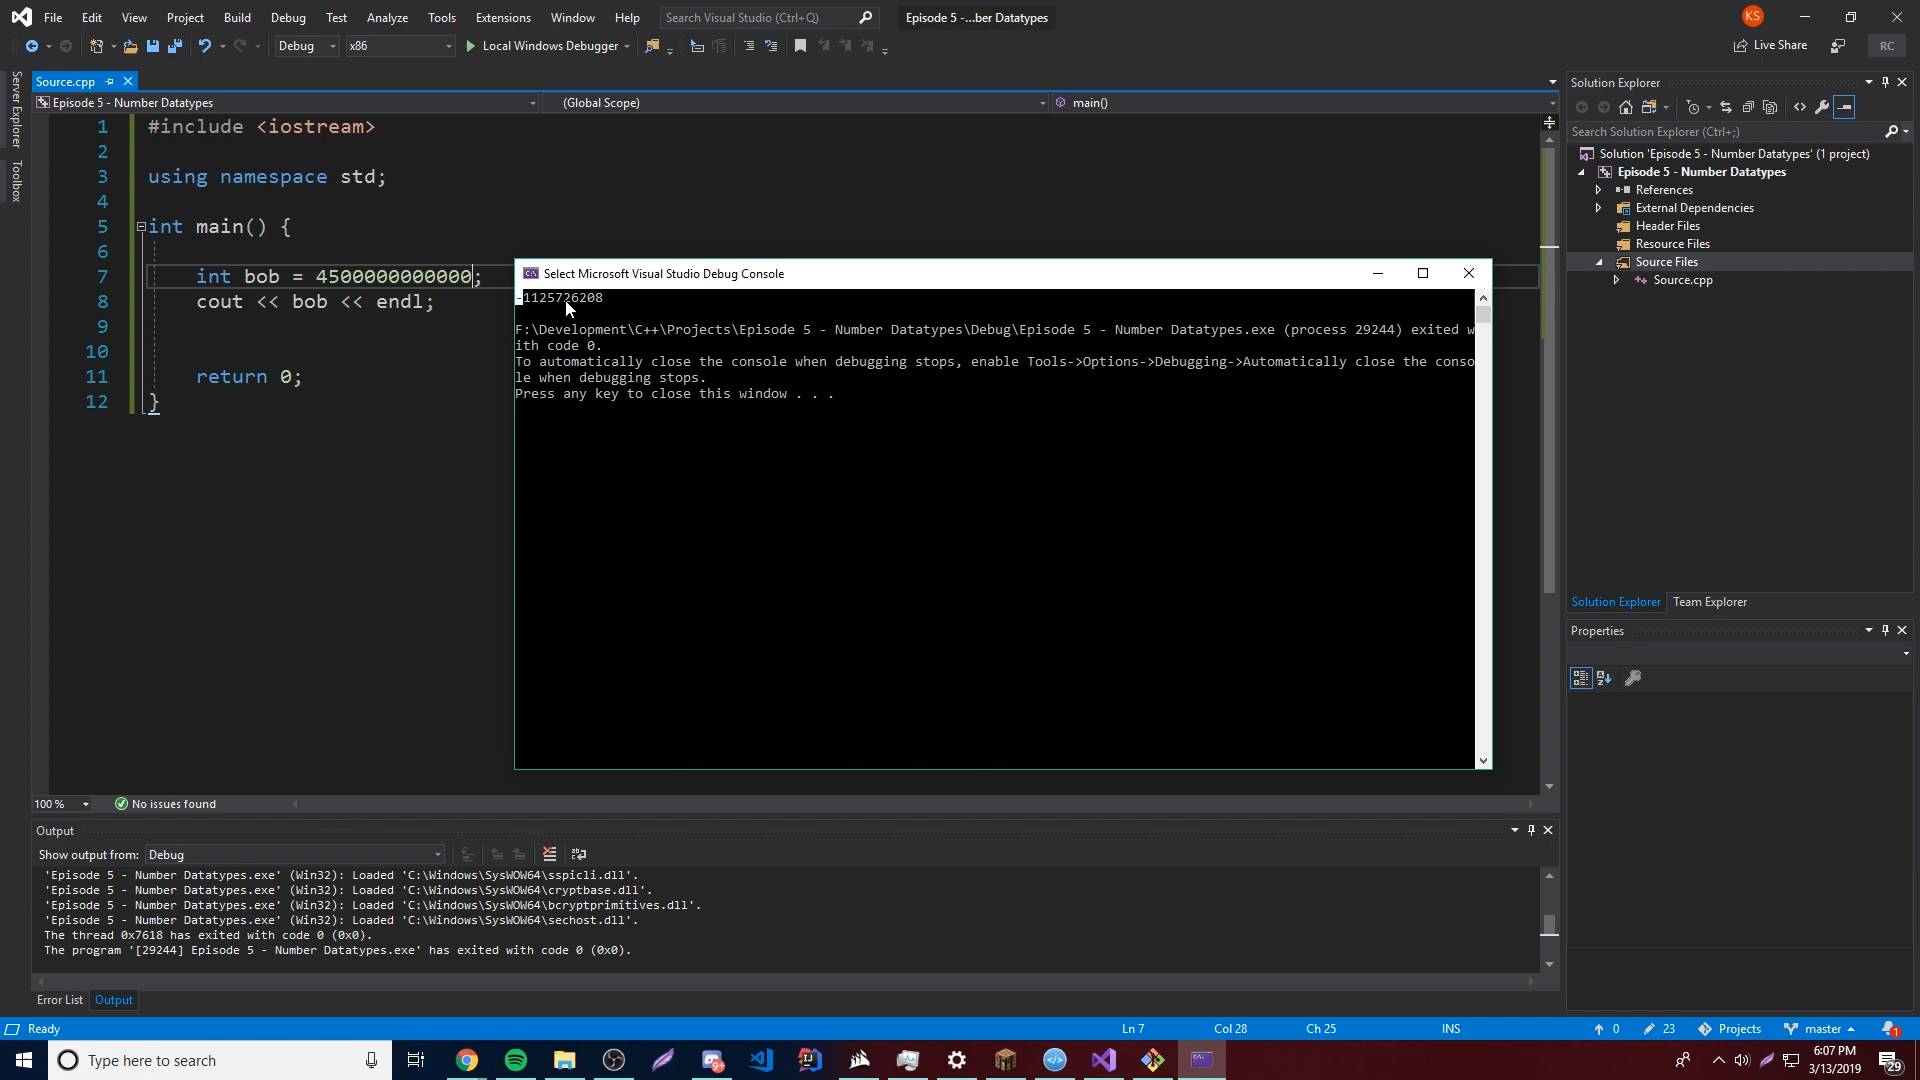 File Edit View Project Build Debug Test Analyze Tools Extensions Window Help Search Visual Studio (Ctrl+Q) Episode 5 -...ber Datatypes KS
Debug x86 Local Windows Debugger Live Share RC
Server Explorer
Toolbox
Source.cpp
Episode 5 - Number Datatypes (Global Scope) main()
1 #include <iostream>
2
3 using namespace std;
4
5 int main() {
6
7 int bob = 4500000000000;
8 cout << bob << endl;
9
10
11 return 0;
12 }
Select Microsoft Visual Studio Debug Console
-1125726208
F:\Development\C++\Projects\Episode 5 - Number Datatypes\Debug\Episode 5 - Number Datatypes.exe (process 29244) exited w
ith code 0.
To automatically close the console when debugging stops, enable Tools->Options->Debugging->Automatically close the conso
le when debugging stops.
Press any key to close this window . . .
100 % No issues found
Output
Show output from: Debug
'Episode 5 - Number Datatypes.exe' (Win32): Loaded 'C:\Windows\SysWOW64\sspicli.dll'.
'Episode 5 - Number Datatypes.exe' (Win32): Loaded 'C:\Windows\SysWOW64\cryptbase.dll'.
'Episode 5 - Number Datatypes.exe' (Win32): Loaded 'C:\Windows\SysWOW64\bcryptprimitives.dll'.
'Episode 5 - Number Datatypes.exe' (Win32): Loaded 'C:\Windows\SysWOW64\sechost.dll'.
The thread 0x7618 has exited with code 0 (0x0).
The program '[29244] Episode 5 - Number Datatypes.exe' has exited with code 0 (0x0).
Error List Output
Solution Explorer
Search Solution Explorer (Ctrl+;)
Solution 'Episode 5 - Number Datatypes' (1 project)
Episode 5 - Number Datatypes
References
External Dependencies
Header Files
Resource Files
Source Files
Source.cpp
Solution Explorer Team Explorer
Properties
Ready Ln 7 Col 28 Ch 25 INS 0 23 Projects master 1
Type here to search 9+ 6:07 PM
3/13/2019 29